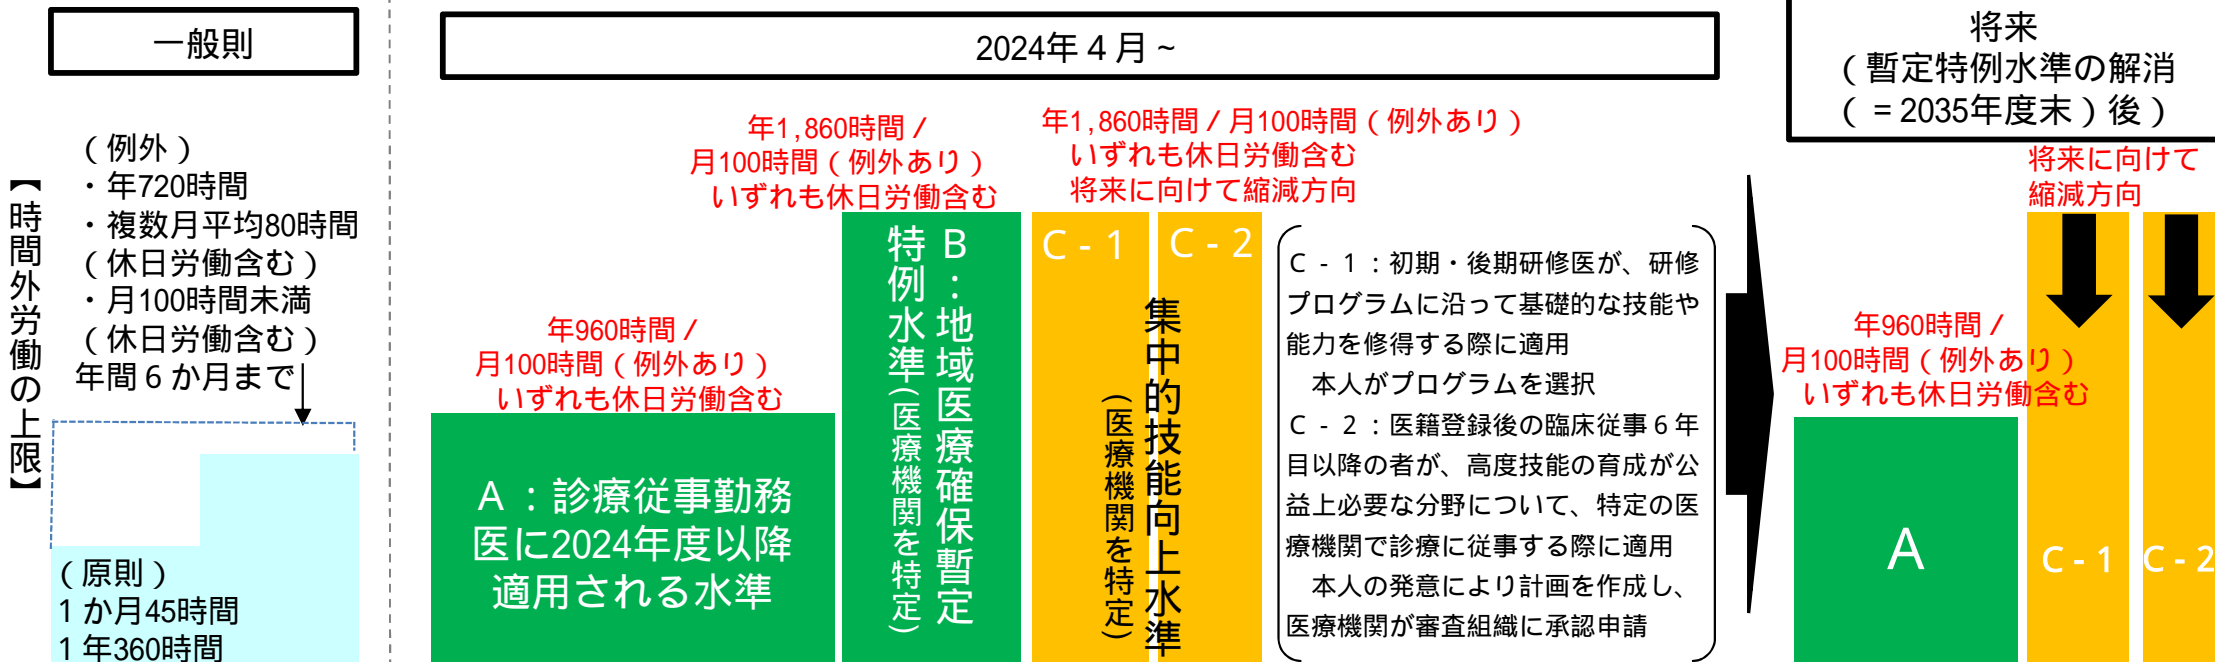 一般則
2024年４月~
将来
（暫定特例水準の解消
（＝2035年度末）後）
【時間外労働の上限】
（例外）
・年720時間
・複数月平均80時間
（休日労働含む）
・月100時間未満
（休日労働含む）
年間６か月まで
（原則）
１か月45時間
１年360時間
年960時間／
月100時間（例外あり）
いずれも休日労働含む
A：診療従事勤務
医に2024年度以降
適用される水準
年1,860時間／
月100時間（例外あり）
いずれも休日労働含む
B：地域医療確保暫定
特例水準（医療機関を特定）
年1,860時間／月100時間（例外あり）
いずれも休日労働含む
将来に向けて縮減方向
C-1
C-2
集中的技能向上水準
（医療機関を特定）
C-1：初期・後期研修医が、研修
プログラムに沿って基礎的な技能や
能力を修得する際に適用
本人がプログラムを選択
C-2：医籍登録後の臨床従事６年
目以降の者が、高度技能の育成が公
益上必要な分野について、特定の医
療機関で診療に従事する際に適用
本人の発意により計画を作成し、
医療機関が審査組織に承認申請
将来に向けて
縮減方向
年960時間／
月100時間（例外あり）
いずれも休日労働含む
A
C-1
C-2